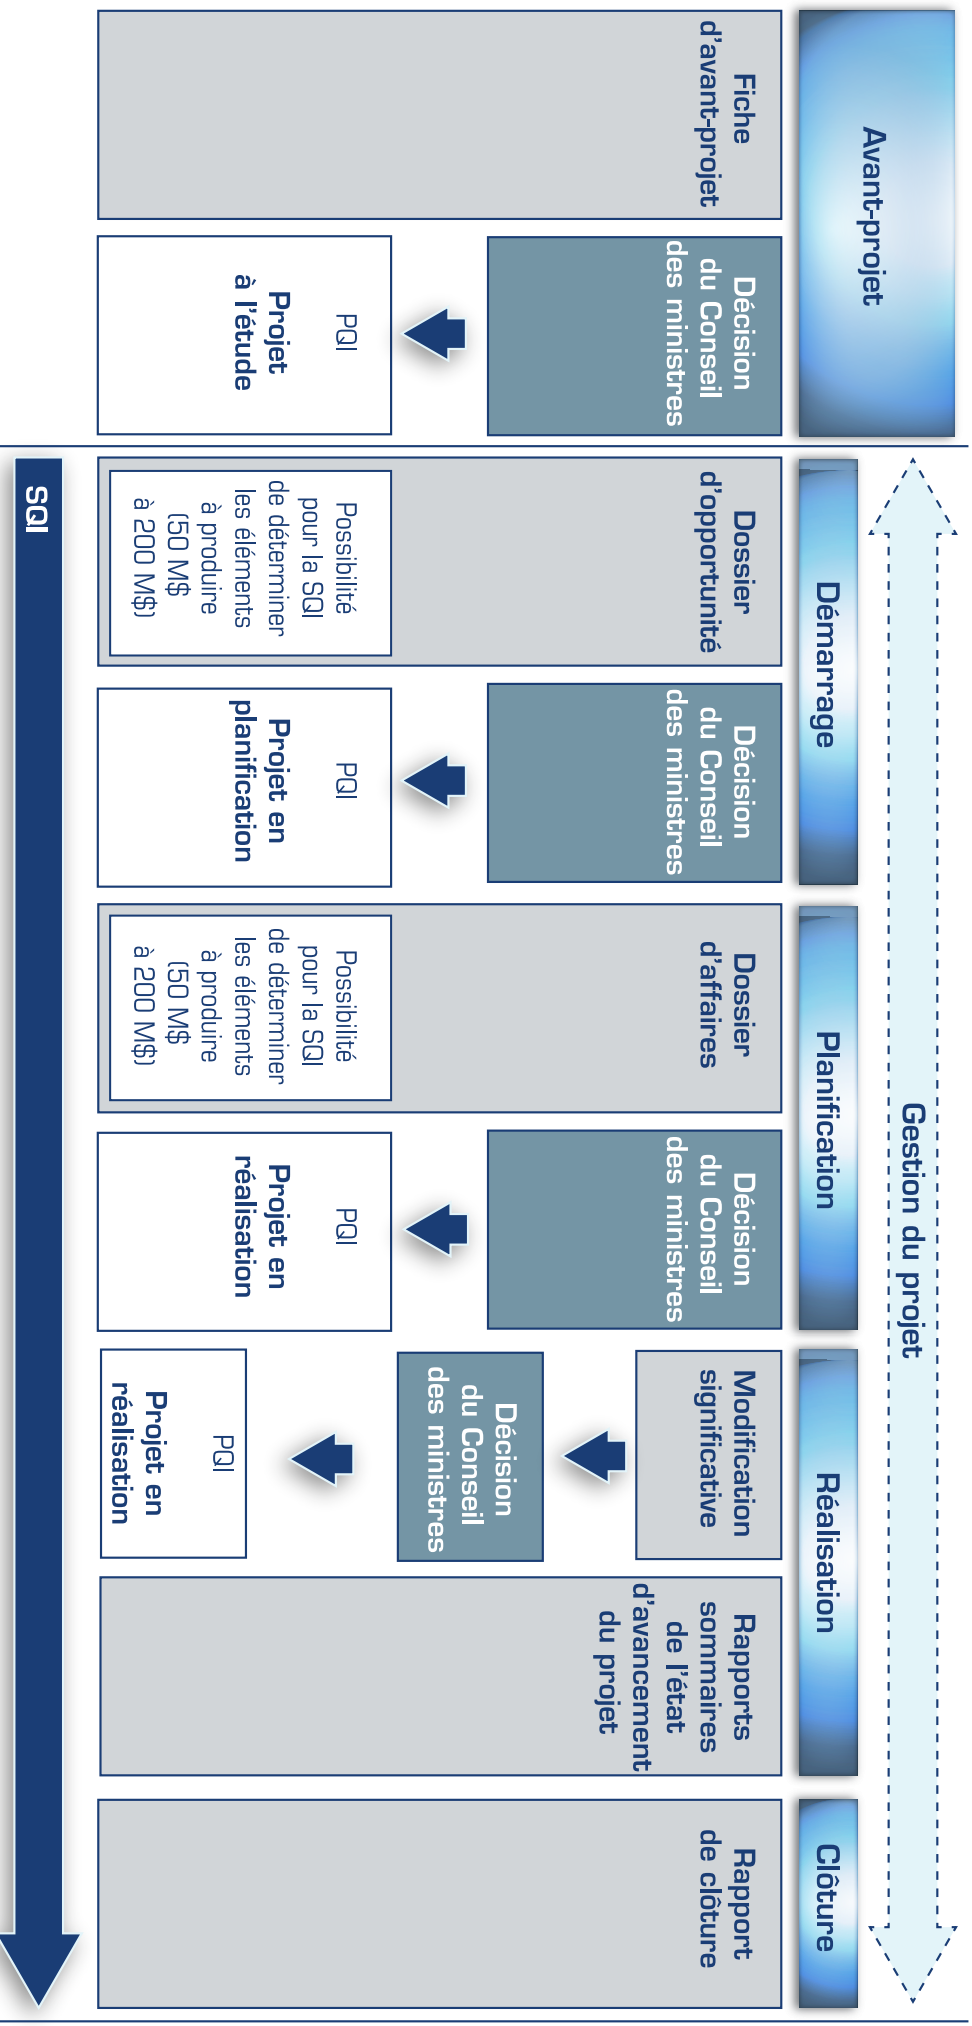 Avant-projet
Gestion du projet
Démarrage
Planification
Réalisation
Clôture
Fiche
d'avant-projet
Décision
du Conseil
des ministres
PQI
Projet
à l'étude
Dossier
d'opportunité
Possibilité
pour la SQI
de déterminer
les éléments
à produire
(50 M$
à 200 M$)
Décision
du Conseil
des ministres
PQI
Projet en
planification
Dossier
d'affaires
Possibilité
pour la SQI
de déterminer
les éléments
à produire
(50 M$
à 200 M$)
Décision
du Conseil
des ministres
PQI
Projet en
réalisation
Modification
significative
Décision
du Conseil
des ministres
PQI
Projet en
réalisation
Rapports
sommaires
de l'état
d'avancement
du projet
Rapport
de clôture
SQI